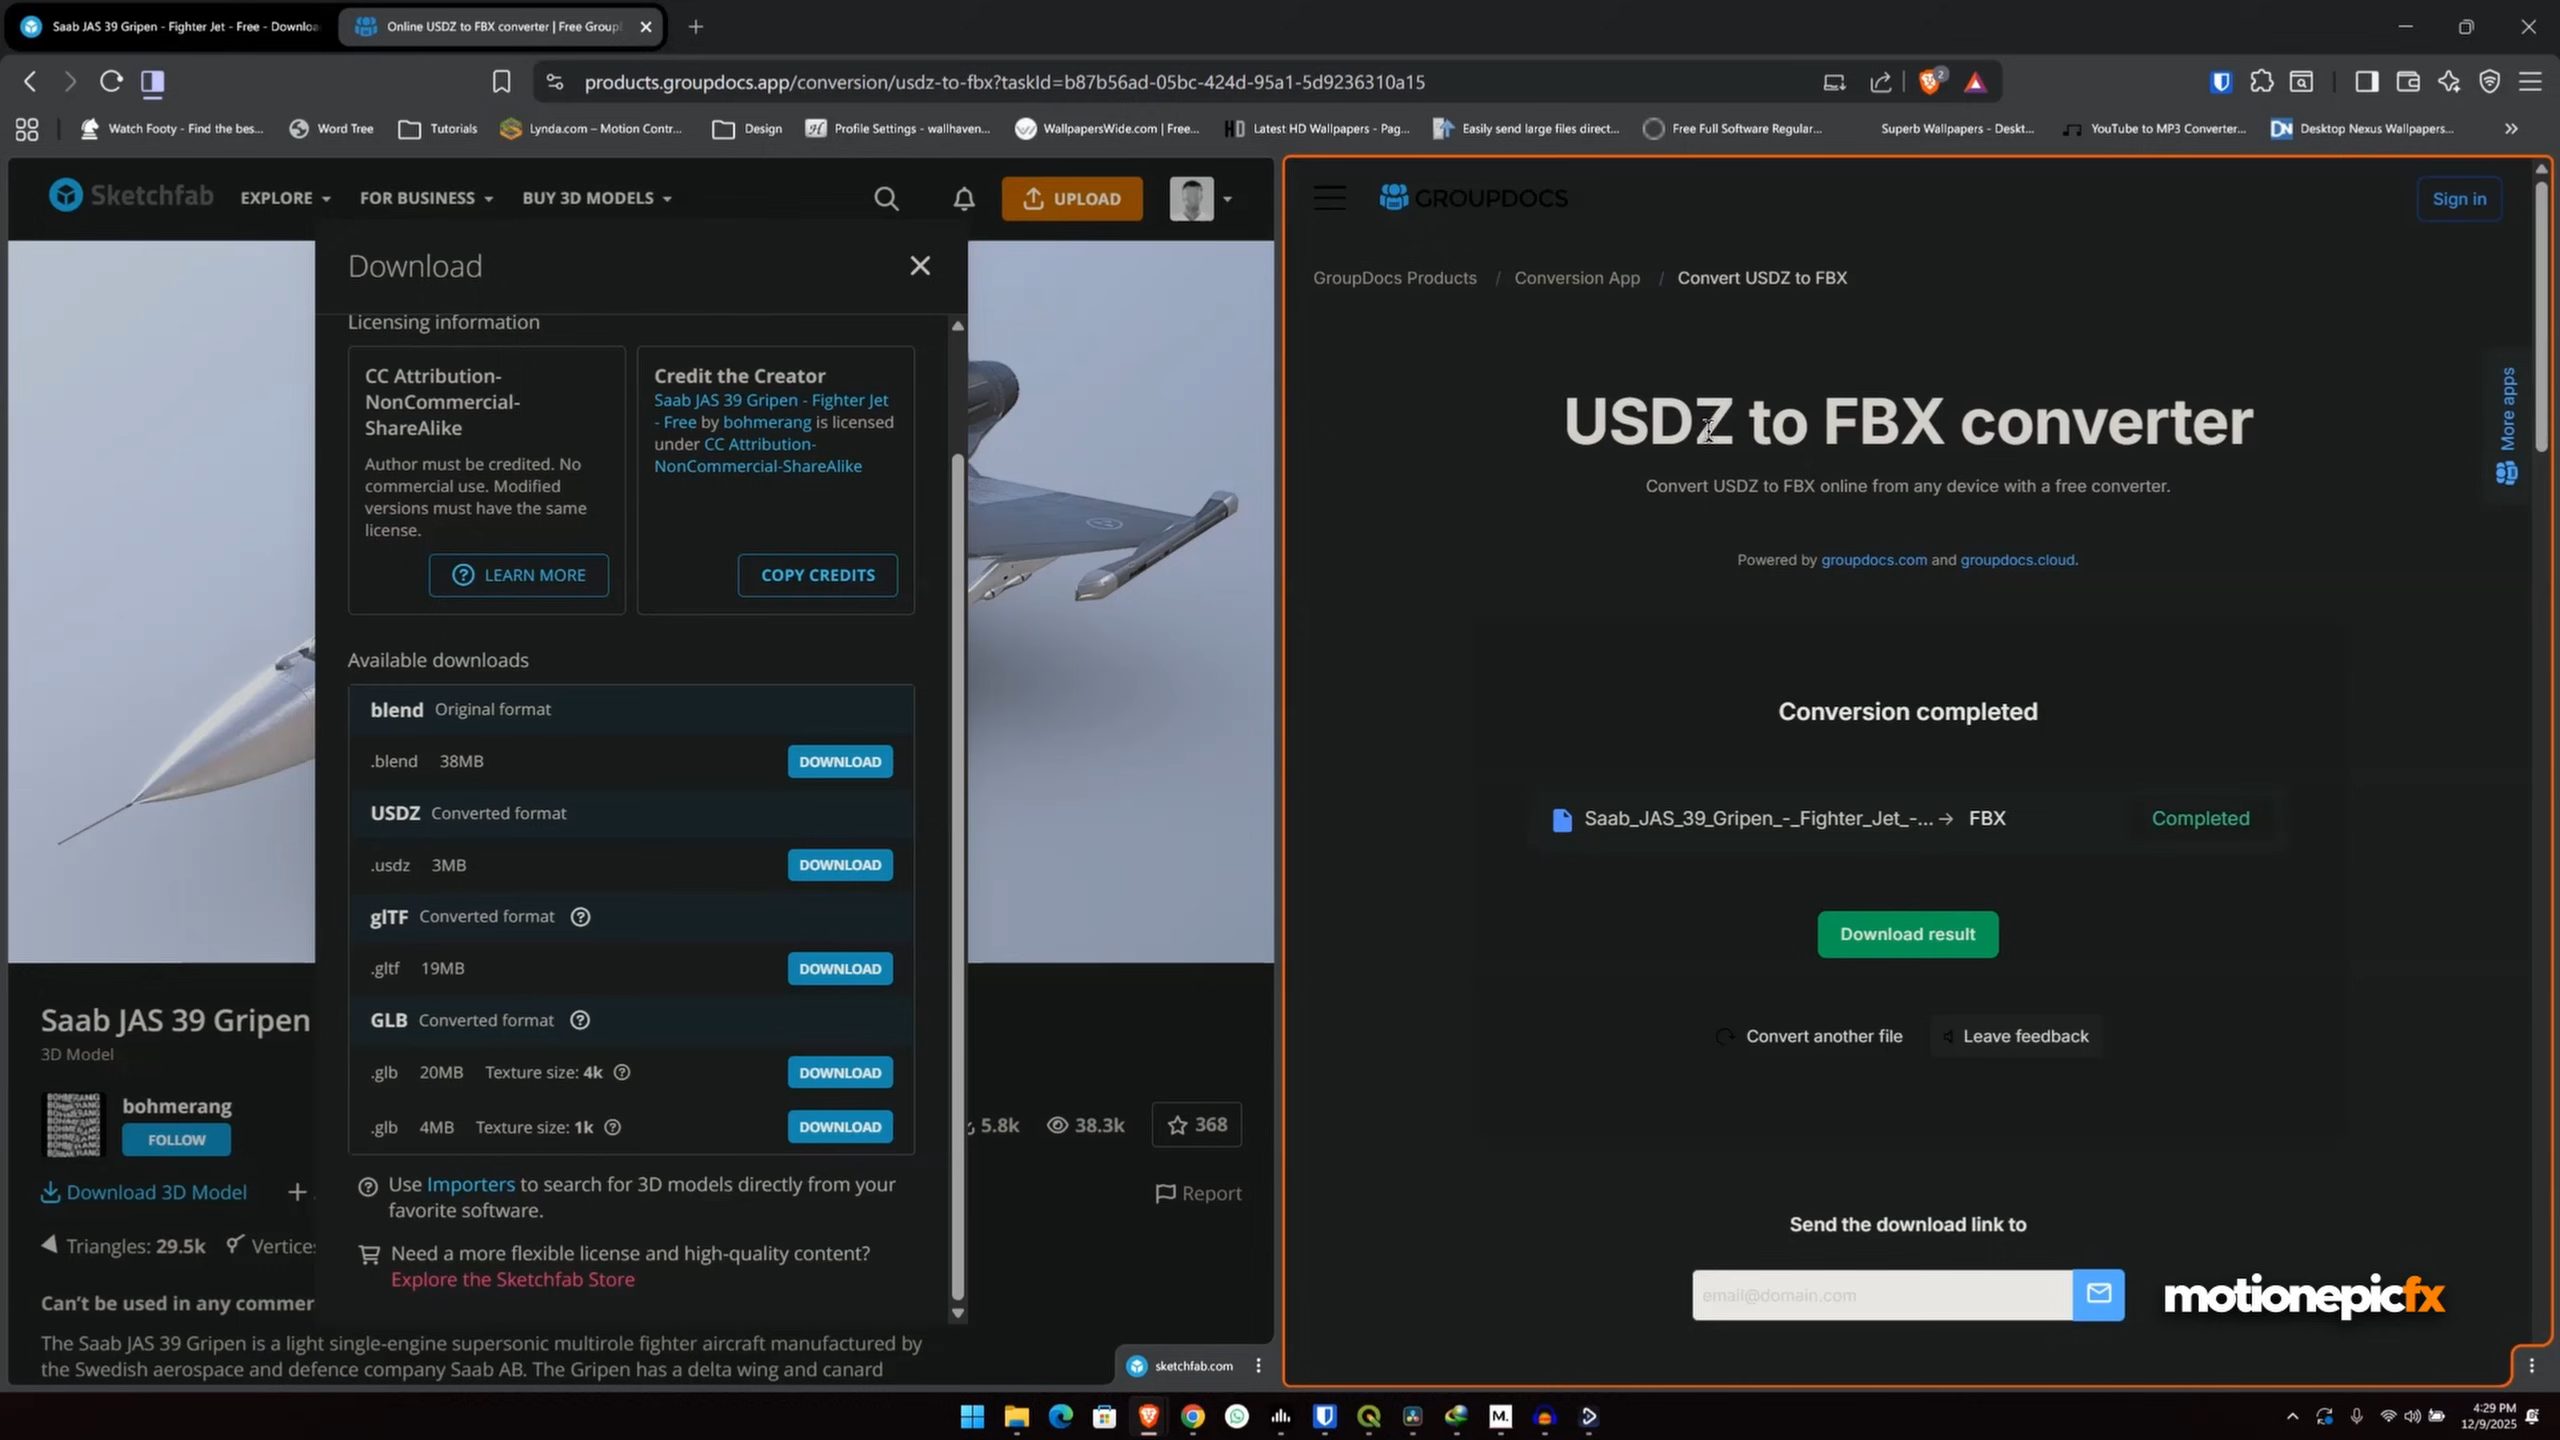 Saab JAS 39 Gripen - Fighter Jet - Free - Downloa
Online USDZ to FBX converter | Free Group
products.groupdocs.app/conversion/usdz-to-fbx?taskId=b87b56ad-05bc-424d-95a1-5d9236310a15
2
Watch Footy - Find the bes...
Word Tree
Tutorials
Lynda.com – Motion Contr...
Design
Profile Settings - wallhaven...
WallpapersWide.com | Free...
Latest HD Wallpapers - Pag...
Easily send large files direct...
Free Full Software Regular...
Superb Wallpapers - Deskt...
YouTube to MP3 Converter...
Desktop Nexus Wallpapers...
Sketchfab
EXPLORE
FOR BUSINESS
BUY 3D MODELS
UPLOAD
Download
Licensing information
CC Attribution-
NonCommercial-
ShareAlike
Author must be credited. No
commercial use. Modified
versions must have the same
license.
LEARN MORE
Credit the Creator
Saab JAS 39 Gripen - Fighter Jet
- Free by bohmerang is licensed
under CC Attribution-
NonCommercial-ShareAlike
COPY CREDITS
Available downloads
blend Original format
.blend 38MB DOWNLOAD
USDZ Converted format
.usdz 3MB DOWNLOAD
glTF Converted format
.gltf 19MB DOWNLOAD
GLB Converted format
.glb 20MB Texture size: 4k DOWNLOAD
.glb 4MB Texture size: 1k DOWNLOAD
Use Importers to search for 3D models directly from your
favorite software.
Need a more flexible license and high-quality content?
Explore the Sketchfab Store
Saab JAS 39 Gripen
3D Model
BOHMERANG
bohmerang
FOLLOW
5.8k 38.3k 368
Download 3D Model
Report
Triangles: 29.5k Vertice
Can't be used in any commer
The Saab JAS 39 Gripen is a light single-engine supersonic multirole fighter aircraft manufactured by
the Swedish aerospace and defence company Saab AB. The Gripen has a delta wing and canard
sketchfab.com
GROUPDOCS
Sign in
GroupDocs Products / Conversion App / Convert USDZ to FBX
More apps
USDZ to FBX converter
Convert USDZ to FBX online from any device with a free converter.
Powered by groupdocs.com and groupdocs.cloud.
Conversion completed
Saab_JAS_39_Gripen_-_Fighter_Jet_-... → FBX Completed
Download result
Convert another file
Leave feedback
Send the download link to
email@domain.com
motionepicfx
M.
4:29 PM
12/9/2025